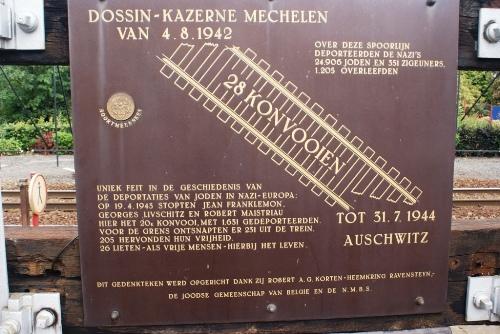 DOSSIN-KAZERNE MECHELEN
VAN 4.8.1942
OVER DEZE SPOORLIJN
DEPORTEERDEN DE NAZI'S
24.906 JODEN EN 351 ZIGEUNERS.
1.205 OVERLEEFDEN
28 KONVOOIEN
UNIEK FEIT IN DE GESCHIEDENIS VAN
DE DEPORTATIES VAN JODEN IN NAZI-EUROPA:
OP 19.4.1943 STOPTEN JEAN FRANKLEMON,
GEORGES LIVSCHITZ EN ROBERT MAISTRIAU
HIER HET 20e KONVOOI, MET 1.631 GEDEPORTEERDEN.
VOOR DE GRENS ONTSNAPTEN ER 231 UIT DE TREIN.
205 HERVONDEN HUN VRIJHEID.
26 LIETEN-ALS VRIJE MENSEN-HIERBIJ HET LEVEN.
TOT 31.7.1944
AUSCHWITZ
DIT GEDENKTEKEN WERD OPGERICHT DANK ZIJ ROBERT A.G. KORTEN-HEEMKRING RAVENSTEYN,-
DE JOODSE GEMEENSCHAP VAN BELGIE EN DE N.M.B.S.